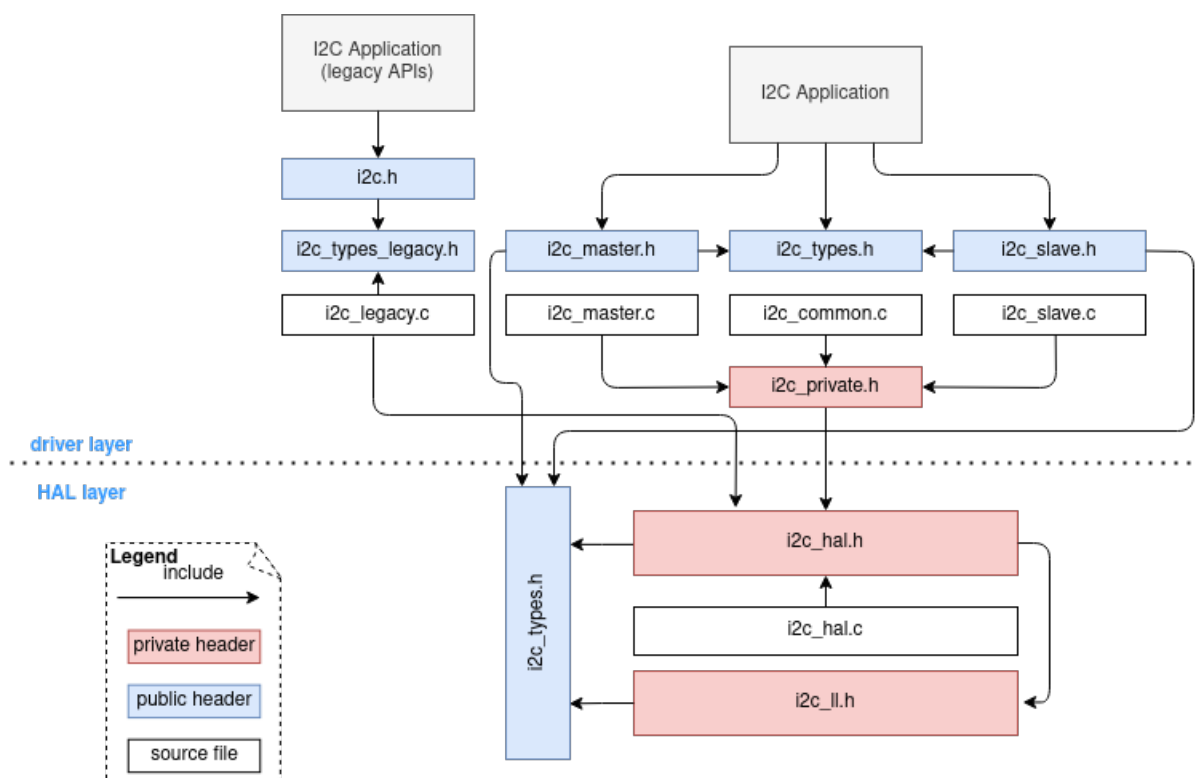 I2C Application
(legacy APIs)
I2C Application
i2c.h
i2c_types_legacy.h
i2c_master.h
i2c_types.h
i2c_slave.h
i2c_legacy.c
i2c_master.c
i2c_common.c
i2c_slave.c
i2c_private.h
driver layer
HAL layer
i2c_types.h
i2c_hal.h
i2c_hal.c
i2c_ll.h
Legend
include
private header
public header
source file